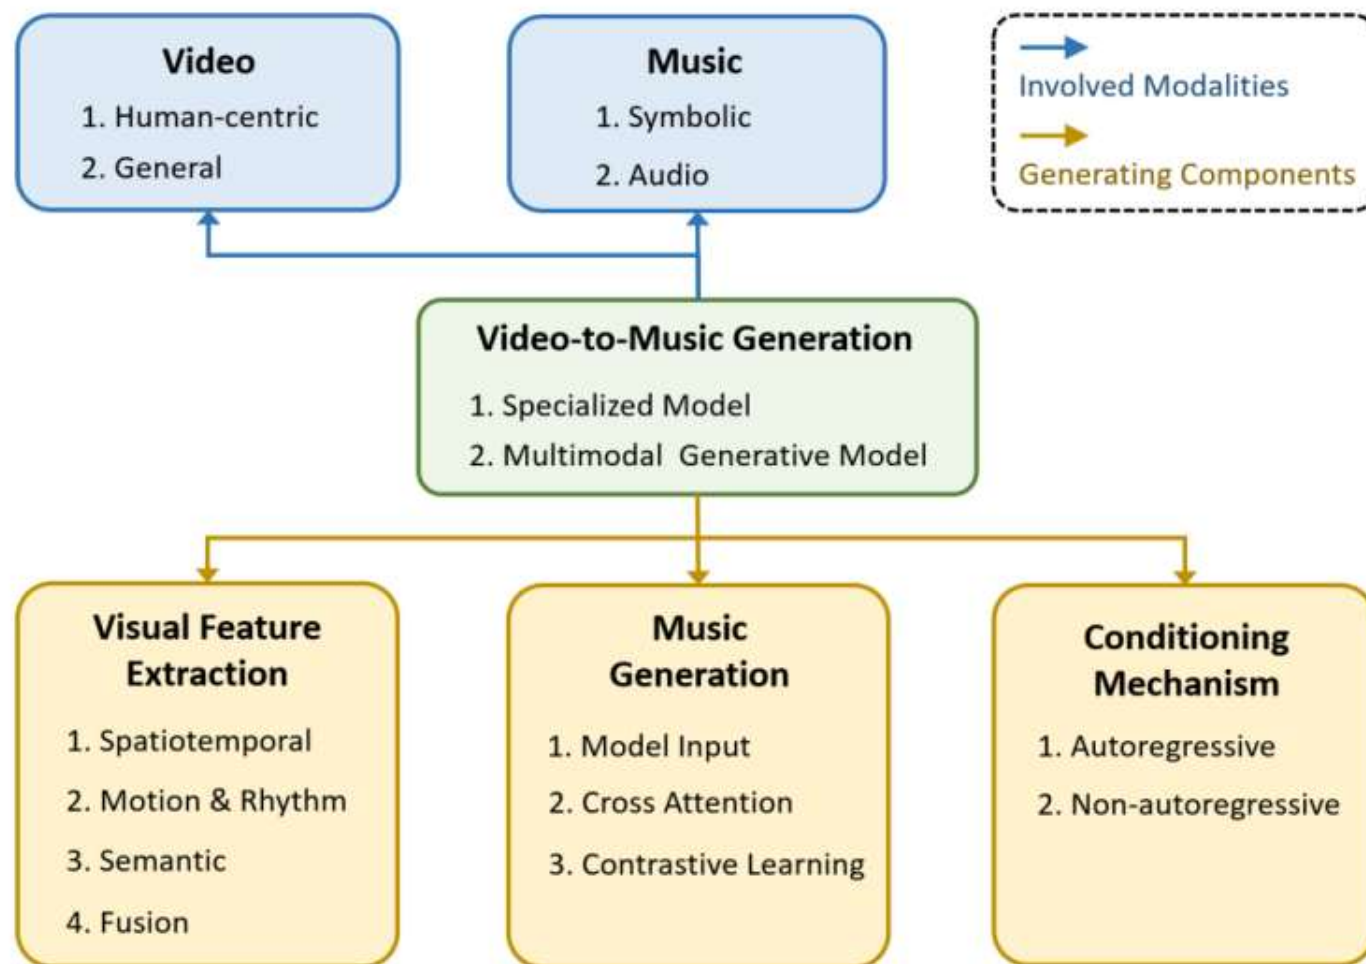 Video
1. Human-centric
2. General
Music
1. Symbolic
2. Audio
Involved Modalities
Generating Components
Video-to-Music Generation
1. Specialized Model
2. Multimodal Generative Model
Visual Feature
Extraction
1. Spatiotemporal
2. Motion & Rhythm
3. Semantic
4. Fusion
Music
Generation
1. Model Input
2. Cross Attention
3. Contrastive Learning
Conditioning
Mechanism
1. Autoregressive
2. Non-autoregressive